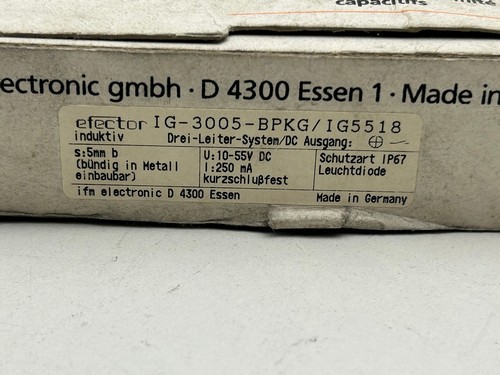 capacitifs
ectronic gmbh · D 4300 Essen 1 · Made in
efector IG-3005-BPKG/IG5518
induktiv Drei-Leiter-System/DC Ausgang:
s:5mm b
(bündig in Metall
einbaubar)
U:10-55V DC
I:250 mA
kurzschlußfest
Schutzart IP67
Leuchtdiode
ifm electronic D 4300 Essen Made in Germany